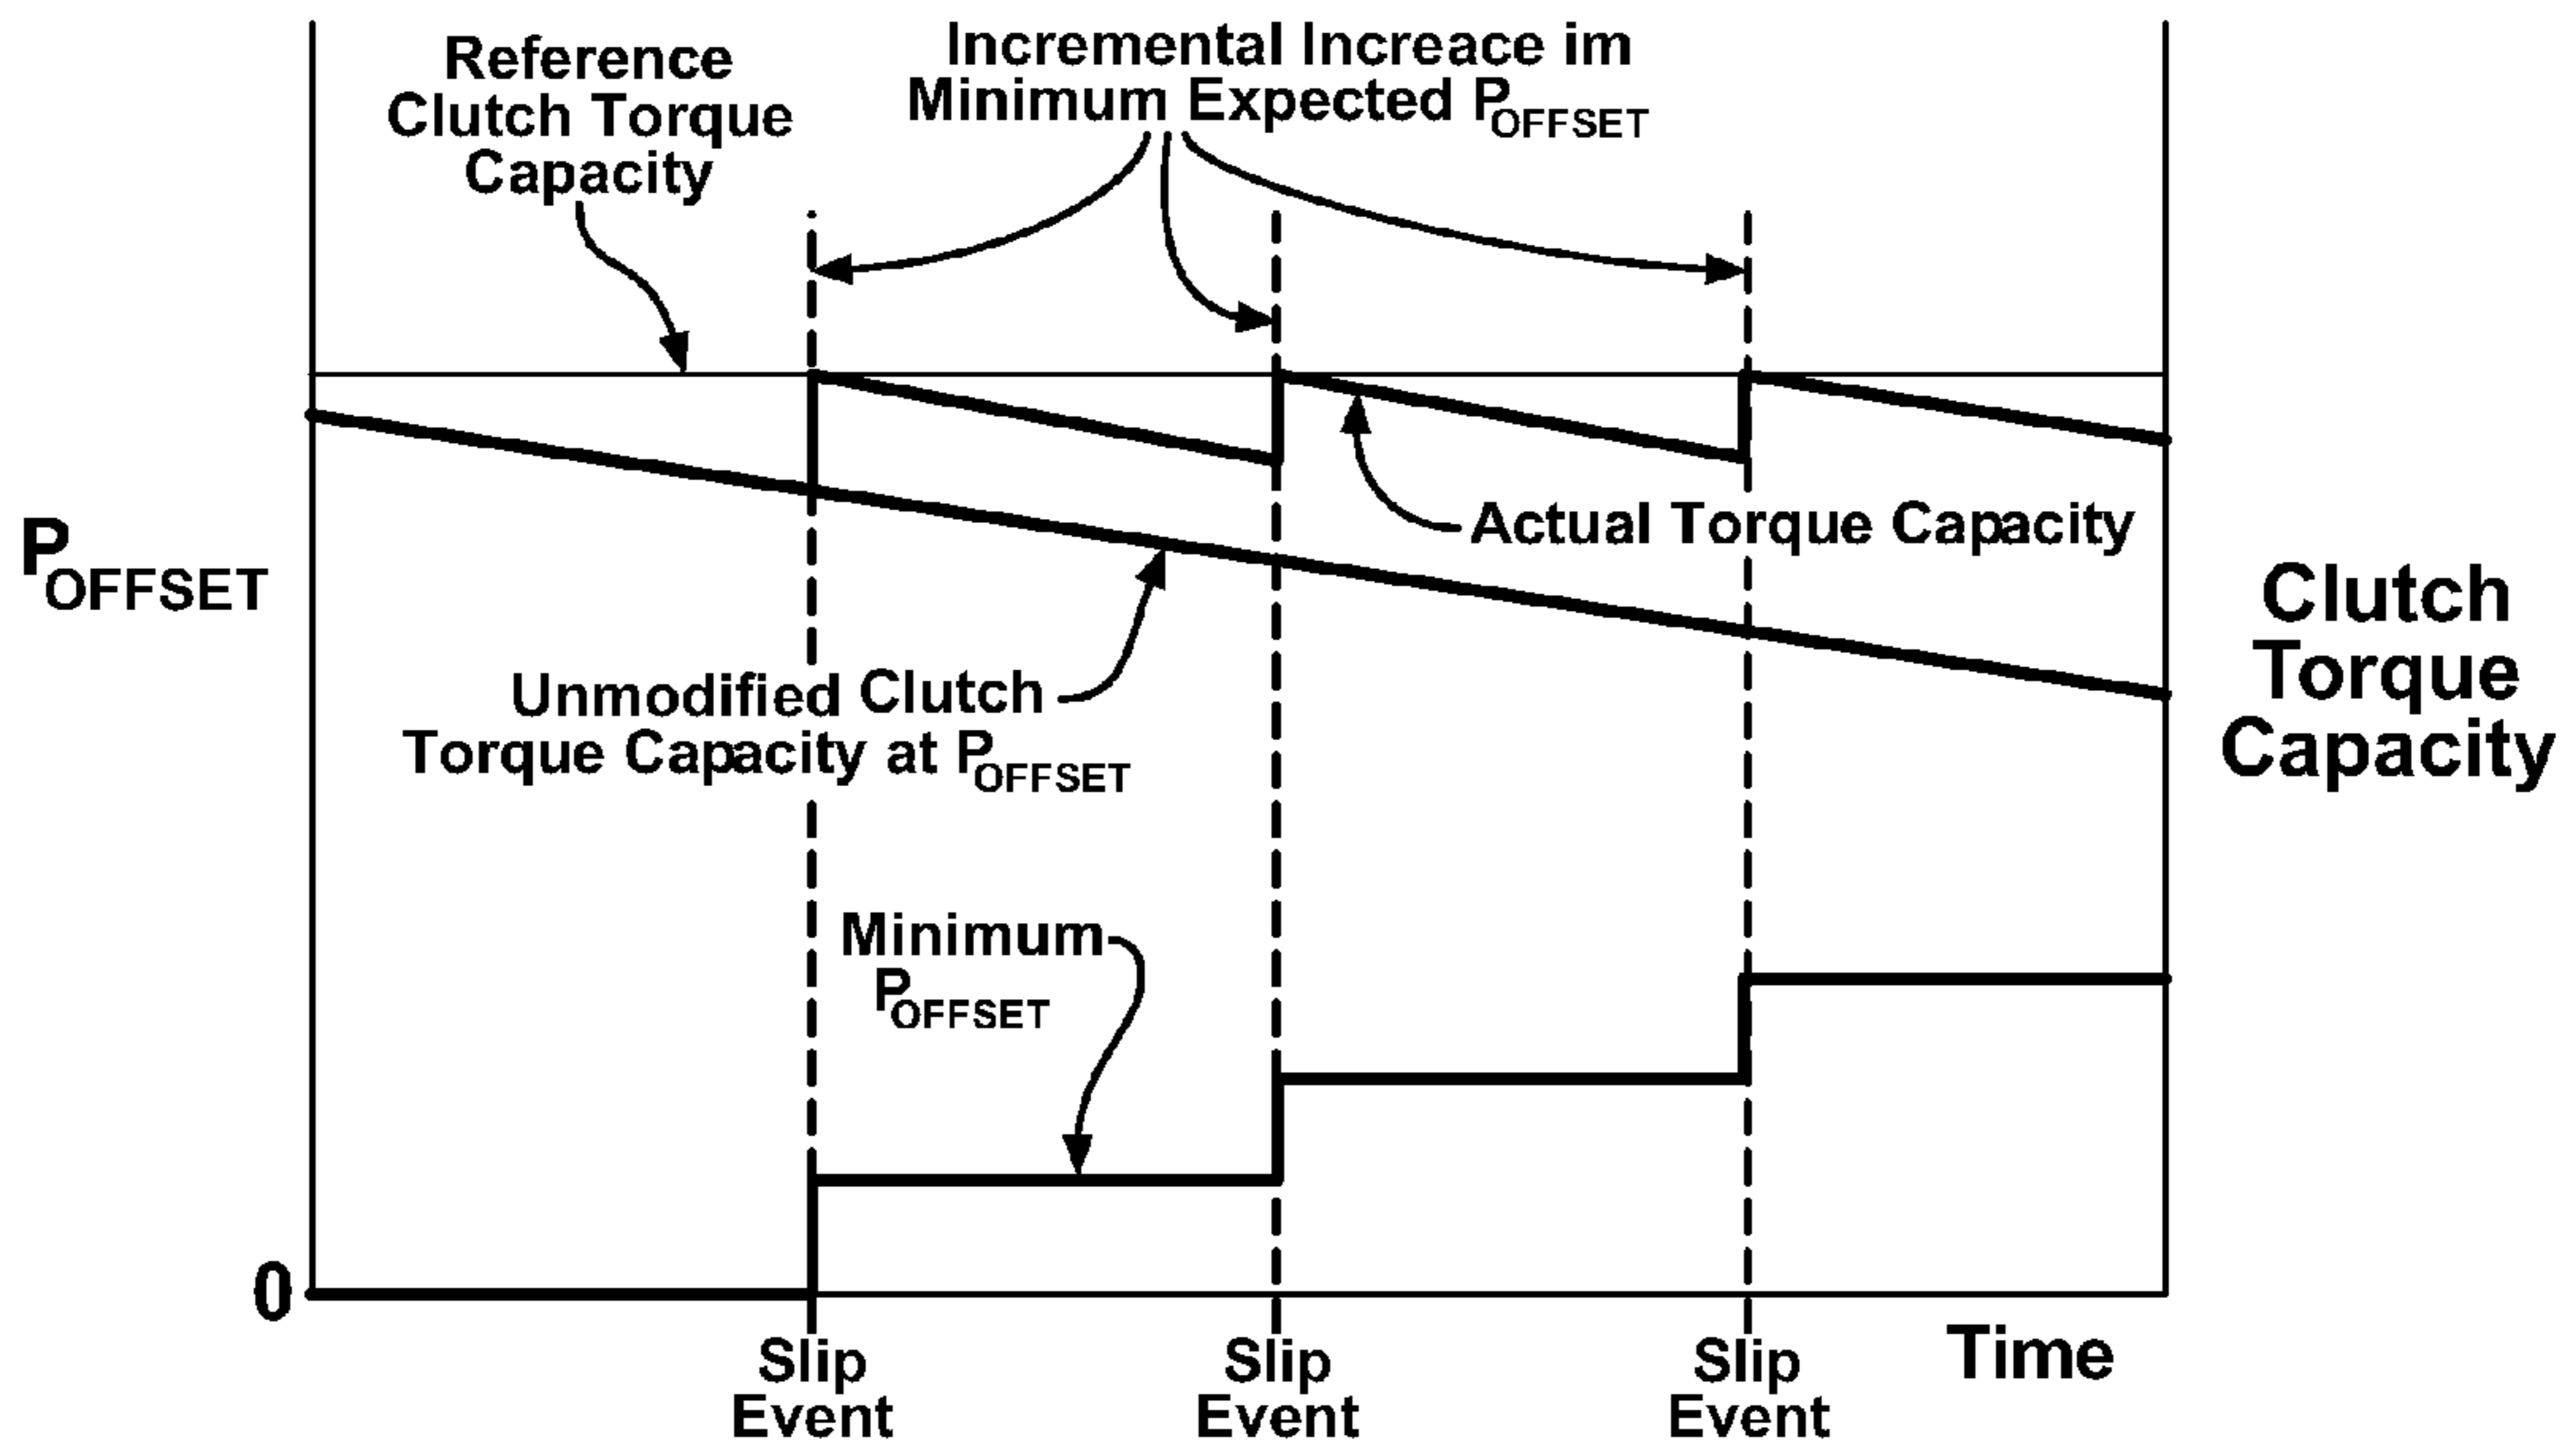 Reference
Clutch Torque
Capacity
Incremental Increace im
Minimum Expected POFFSET
POFFSET
Actual Torque Capacity
Clutch
Torque
Capacity
Unmodified Clutch
Torque Capacity at POFFSET
Minimum
POFFSET
0
Slip
Event
Slip
Event
Slip
Event
Time